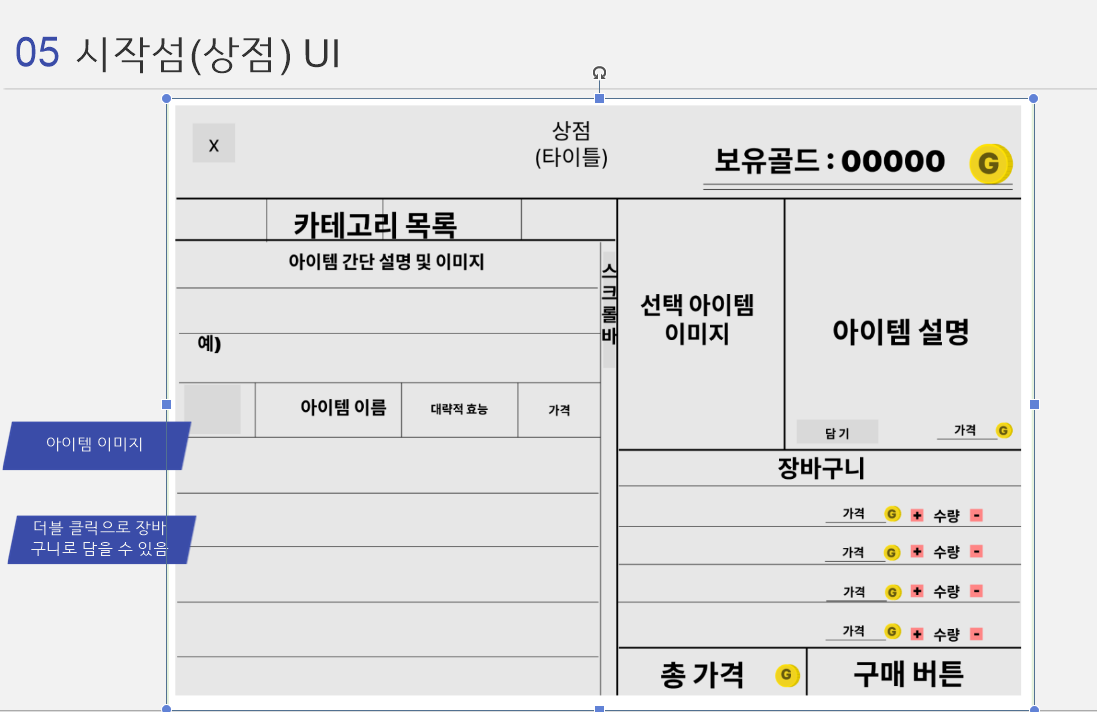 05 시작섬(상점) UI
X
상점
(타이틀)
보유골드 : 00000 G
카테고리 목록
아이템 간단 설명 및 이미지
예)
아이템 이름
대략적 효능
가격
스
크
롤
바
선택 아이템
이미지
아이템 설명
담기
가격 G
장바구니
가격 G + 수량 -
가격 G + 수량 -
가격 G + 수량 -
가격 G + 수량 -
총 가격 G
구매 버튼
아이템 이미지
더블 클릭으로 장바
구니로 담을 수 있음